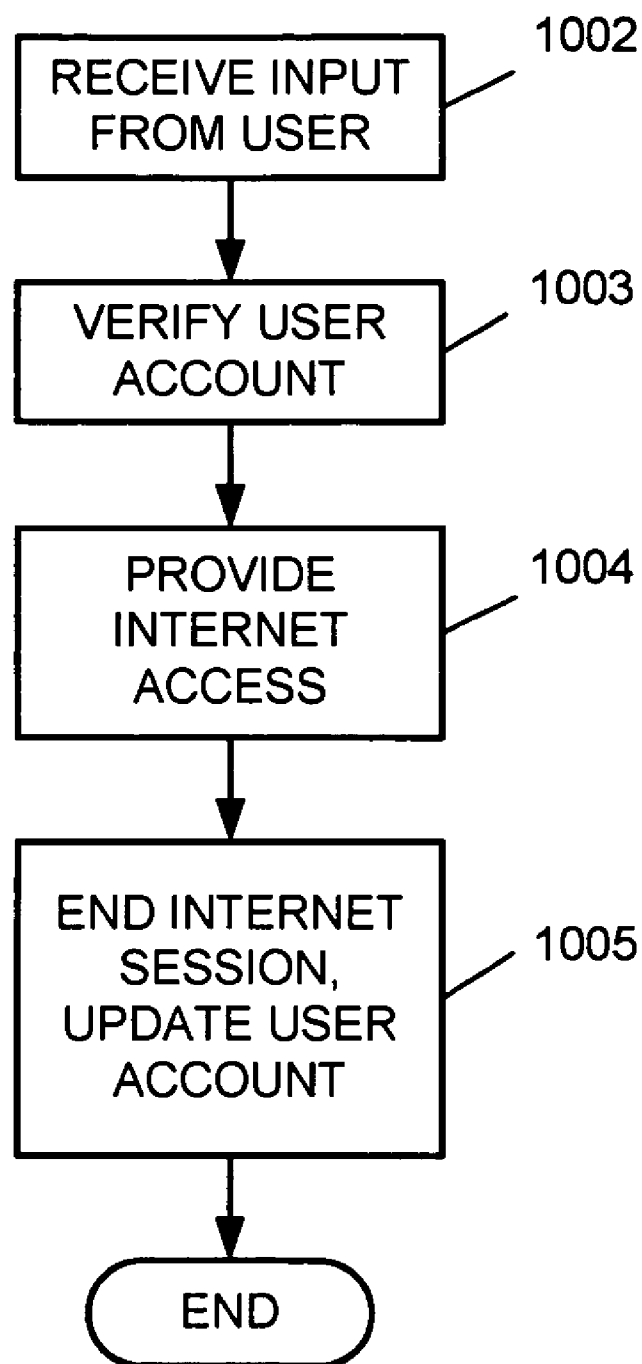 1002
RECEIVE INPUT
FROM USER
1003
VERIFY USER
ACCOUNT
1004
PROVIDE
INTERNET
ACCESS
1005
END INTERNET
SESSION,
UPDATE USER
ACCOUNT
END